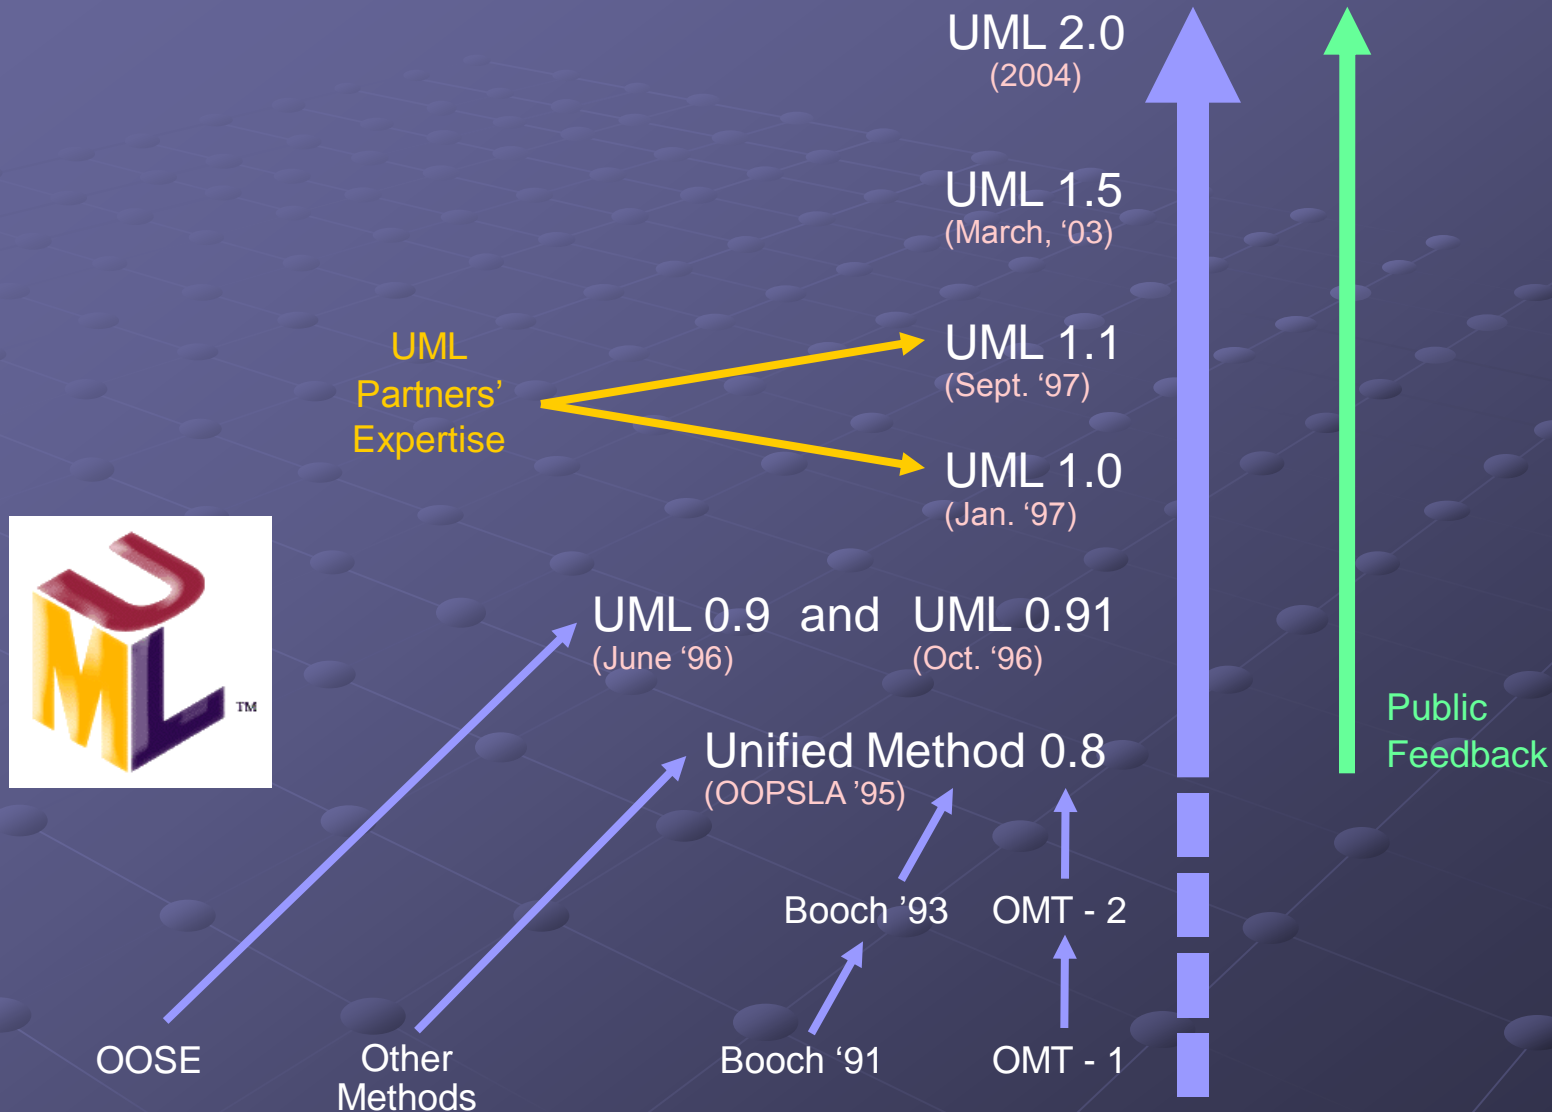 UML 2.0
(2004)
UML 1.5
(March, ‘03)
UML
Partners’
Expertise
UML 1.1
(Sept. ‘97)
UML 1.0
(Jan. ‘97)
UML
TM
UML 0.9 and UML 0.91
(June ‘96) (Oct. ‘96)
Public
Feedback
Unified Method 0.8
(OOPSLA ’95)
Booch ’93 OMT - 2
OOSE
Other
Methods
Booch ‘91 OMT - 1